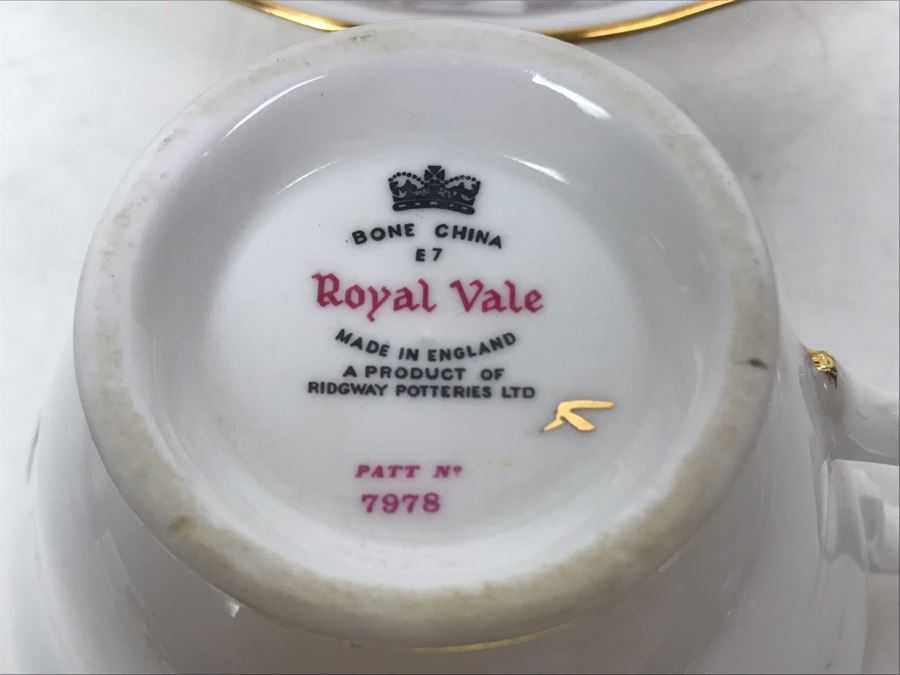 BONE CHINA
E7
Royal Vale
MADE IN ENGLAND
A PRODUCT OF
RIDGWAY POTTERIES LTD
PATT Nº
7978